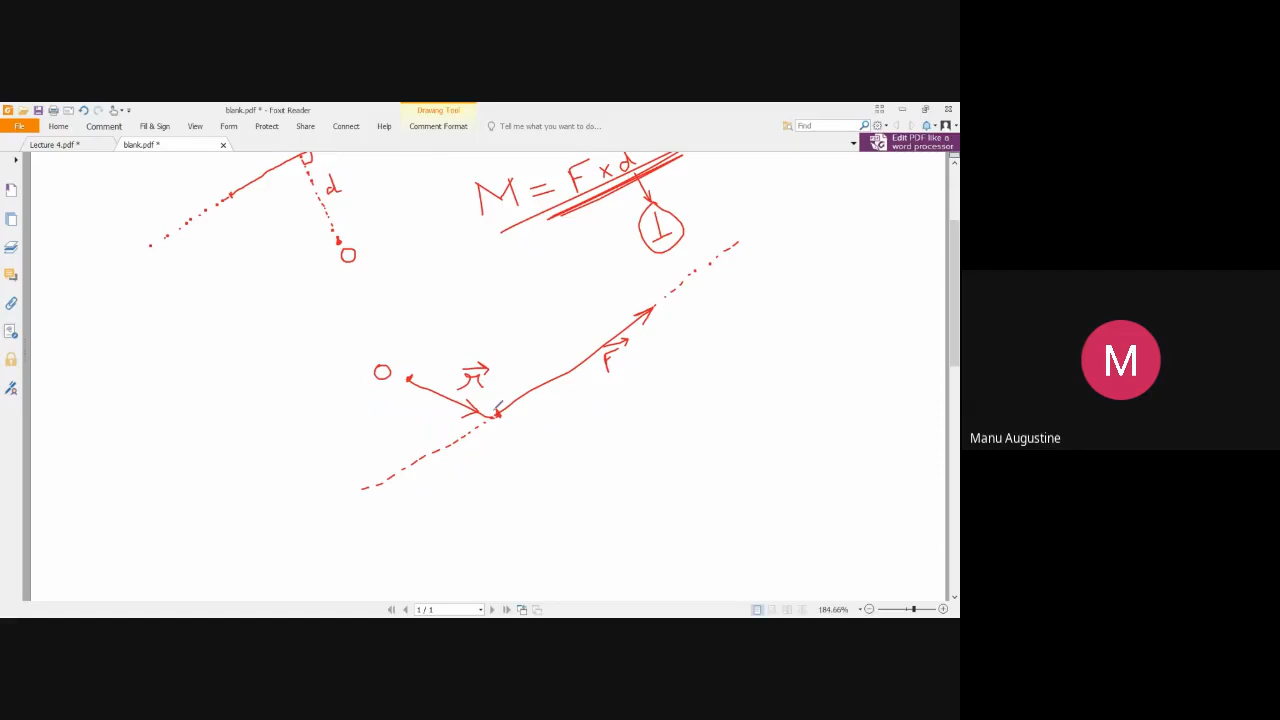 blank.pdf * - Foxit Reader
Drawing Tool
File Home Comment Fill & Sign View Form Protect Share Connect Help Comment Format Tell me what you want to do... Find
Lecture 4.pdf * blank.pdf *
Edit PDF like a word processor
d
M = F × d
⊥
O
O
r
F
Manu Augustine
M
1 / 1
184.66%